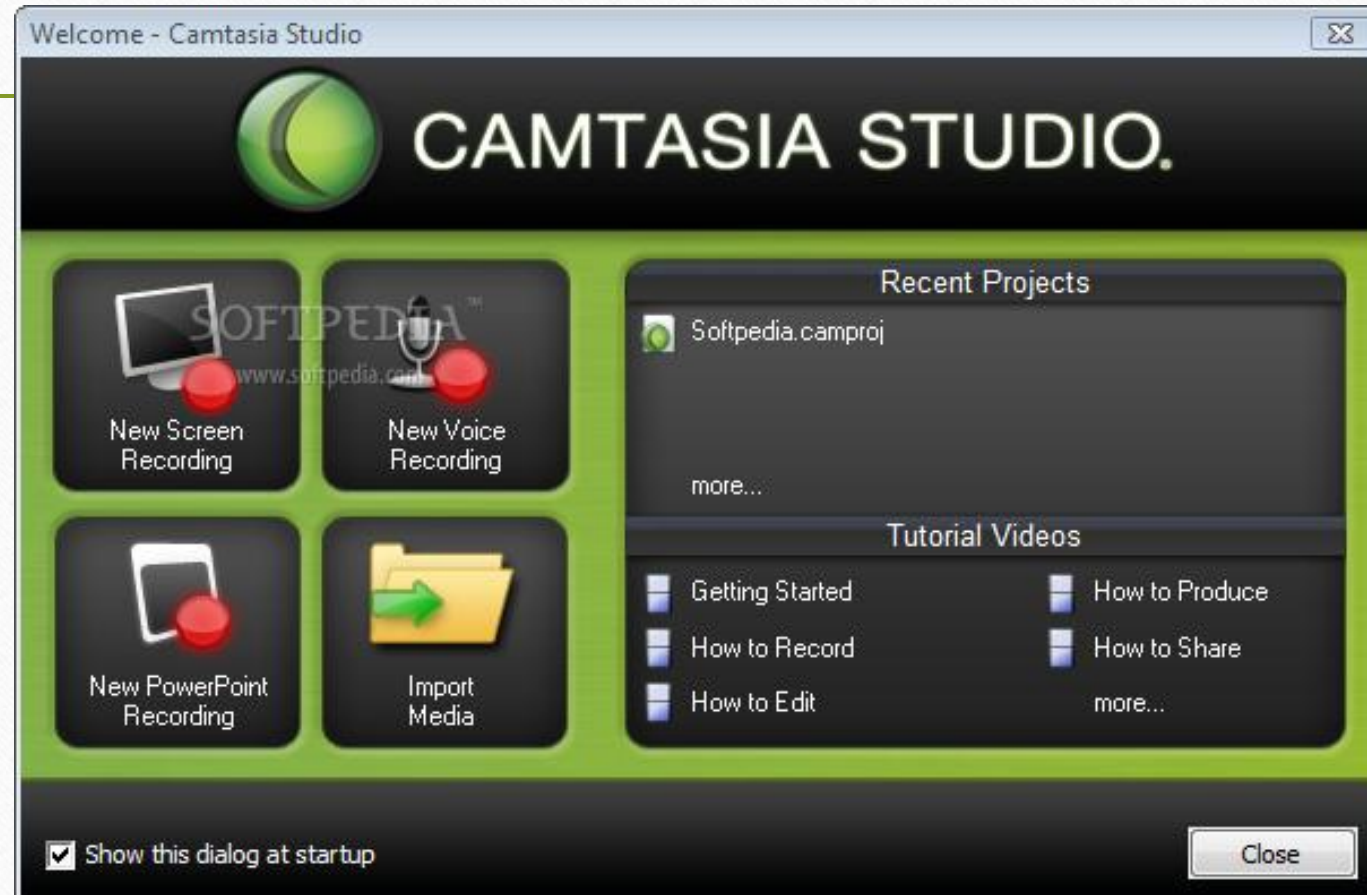 Welcome - Camtasia Studio
CAMTASIA STUDIO.
SOFTPEDIA™
www.softpedia.com
New Screen
Recording
New Voice
Recording
New PowerPoint
Recording
Import
Media
Recent Projects
Softpedia.camproj
more...
Tutorial Videos
Getting Started
How to Produce
How to Record
How to Share
How to Edit
more...
Show this dialog at startup
Close